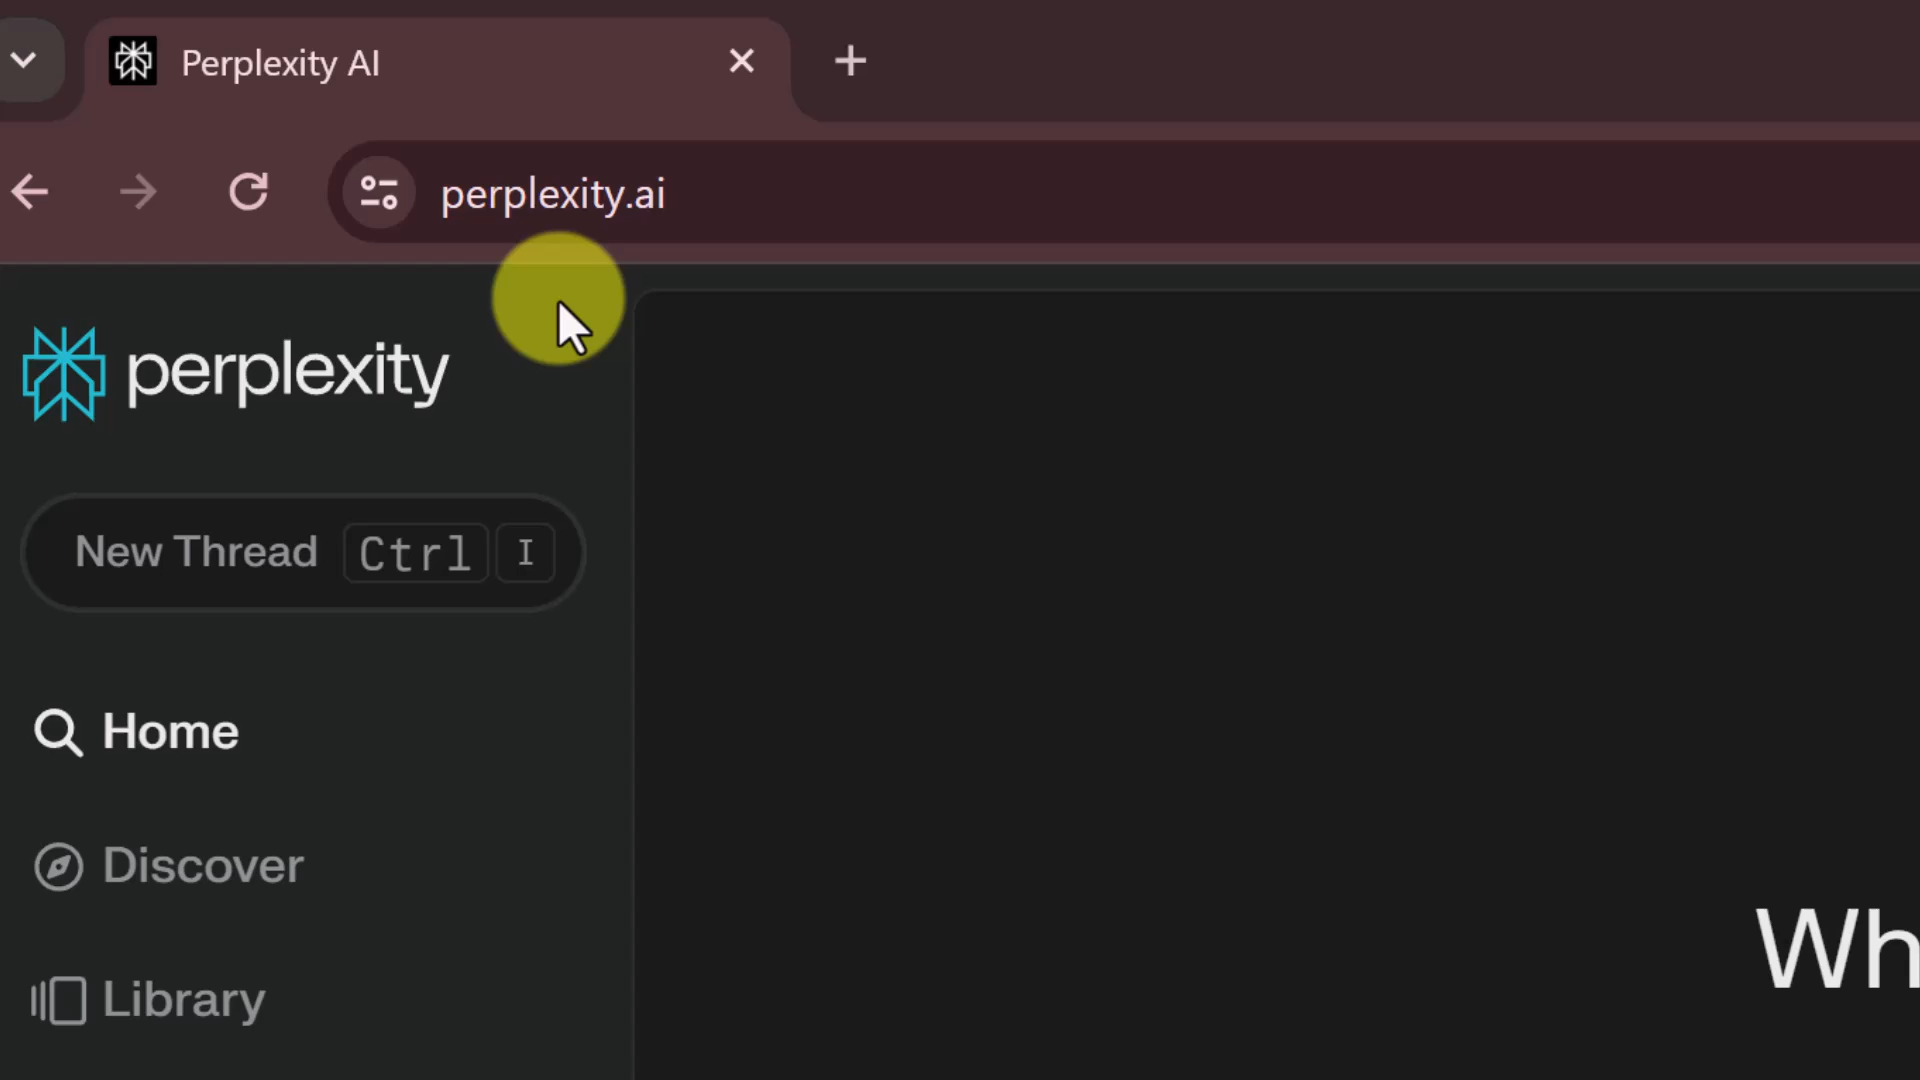 Perplexity AI
perplexity.ai
perplexity
New Thread Ctrl I
Home
Discover
Library
Wh